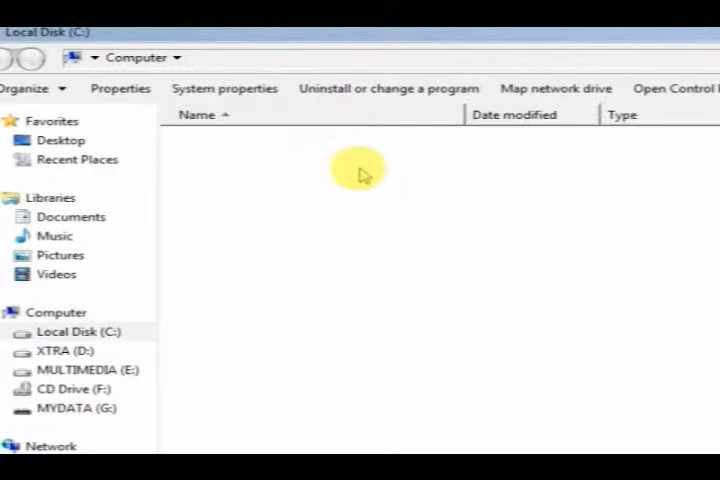 Local Disk (C:)
Computer
Organize Properties System properties Uninstall or change a program Map network drive Open Control
Name Date modified Type
Favorites
Desktop
Recent Places
Libraries
Documents
Music
Pictures
Videos
Computer
Local Disk (C:)
XTRA (D:)
MULTIMEDIA (E:)
CD Drive (F:)
MYDATA (G:)
Network